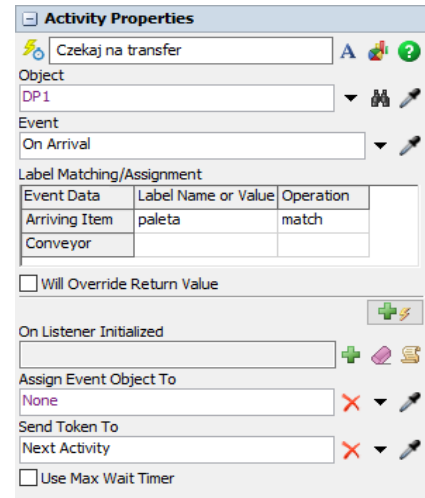 Activity Properties
Czekaj na transfer
Object
DP1
Event
On Arrival
Label Matching/Assignment
Event Data Label Name or Value Operation
Arriving Item paleta match
Conveyor
Will Override Return Value
On Listener Initialized
Assign Event Object To
None
Send Token To
Next Activity
Use Max Wait Timer